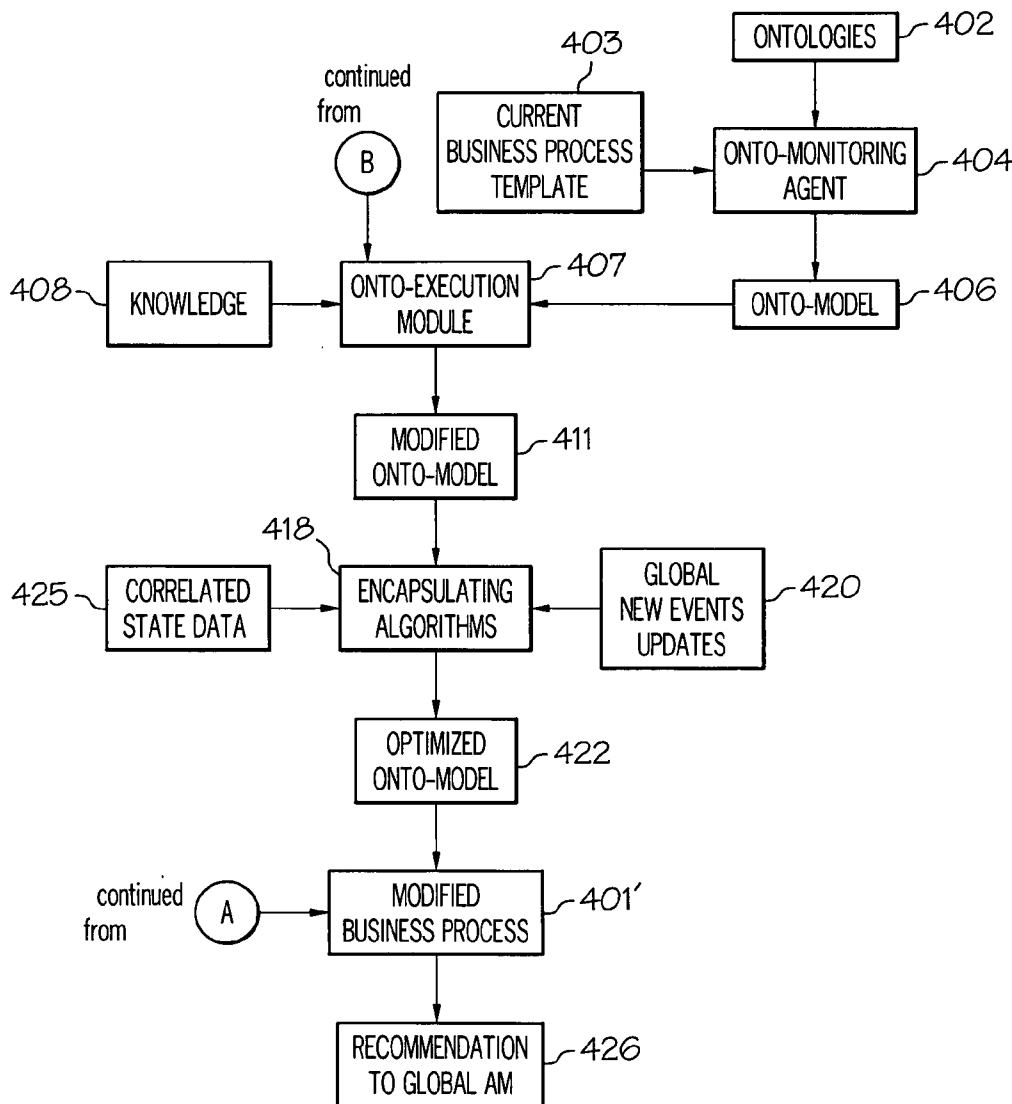 ONTOLOGIES
402
403
continued
from
B
CURRENT
BUSINESS PROCESS
TEMPLATE
ONTO-MONITORING
AGENT
404
408
KNOWLEDGE
ONTO-EXECUTION
MODULE
407
ONTO-MODEL
406
MODIFIED
ONTO-MODEL
411
418
425
CORRELATED
STATE DATA
ENCAPSULATING
ALGORITHMS
GLOBAL
NEW EVENTS
UPDATES
420
OPTIMIZED
ONTO-MODEL
422
continued
from
A
MODIFIED
BUSINESS PROCESS
401'
RECOMMENDATION
TO GLOBAL AM
426